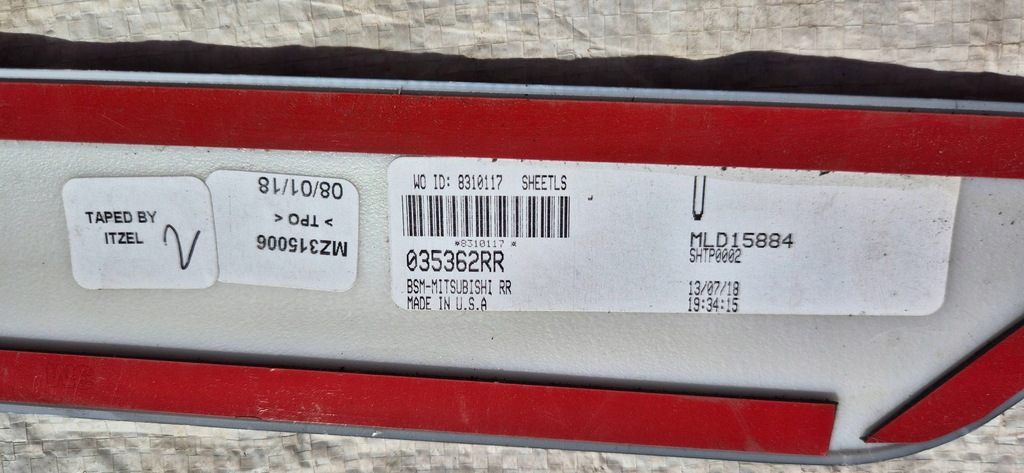 TAPED BY
ITZEL
2
08/01/18
> TPO <
MZ315006
WO ID: 8310117 SHEETLS
*8310117*
035362RR
BSM-MITSUBISHI RR
MADE IN U.S.A
MLD15884
SHTP0002
13/07/18
19:34:15